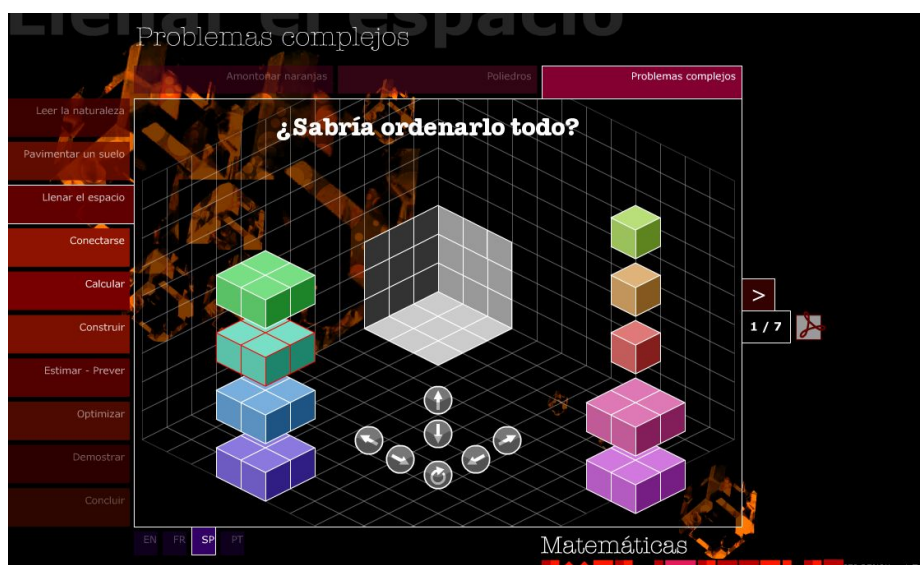 Llenar el espacio
Problemas complejos
Amontonar naranjas
Poliedros
Problemas complejos
Leer la naturaleza
Pavimentar un suelo
Llenar el espacio
Conectarse
Calcular
Construir
Estimar - Prever
Optimizar
Demostrar
Concluir
¿Sabría ordenarlo todo?
>
1 / 7
EN FR SP PT
Matemáticas